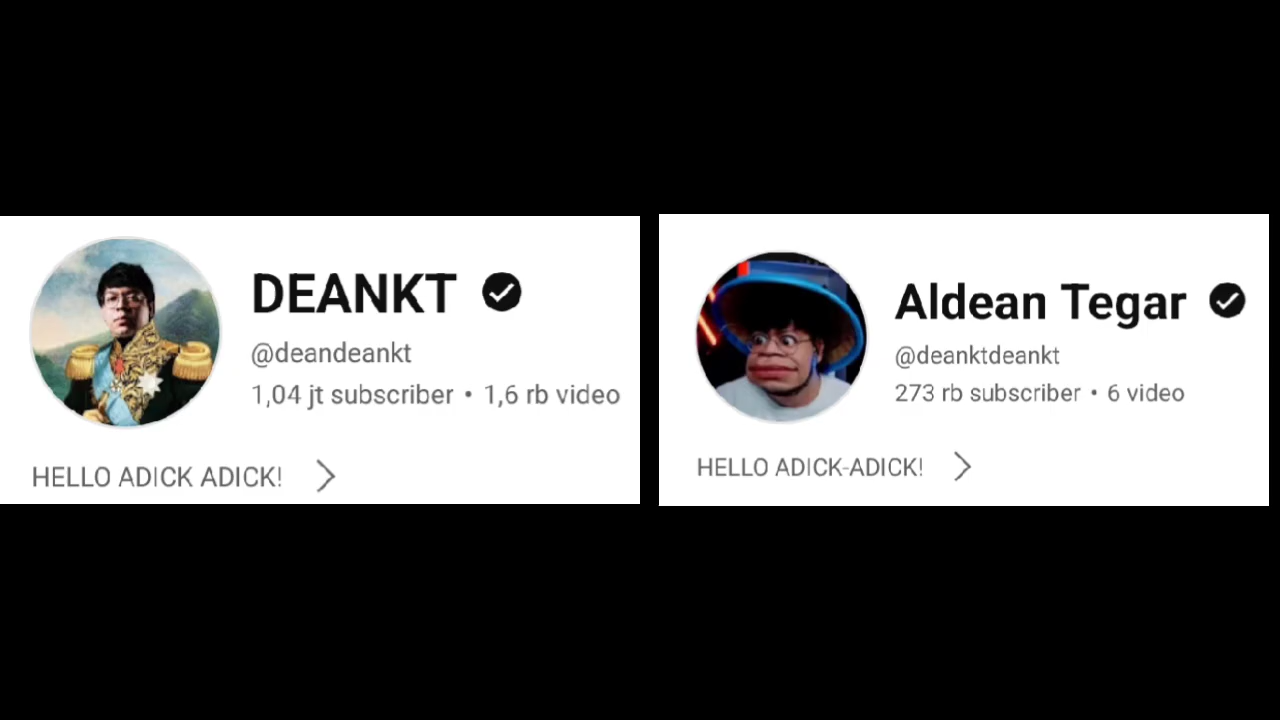 DEANKT
@deandeankt
1,04 jt subscriber • 1,6 rb video
HELLO ADICK ADICK!
Aldean Tegar
@deanktdeankt
273 rb subscriber • 6 video
HELLO ADICK-ADICK!